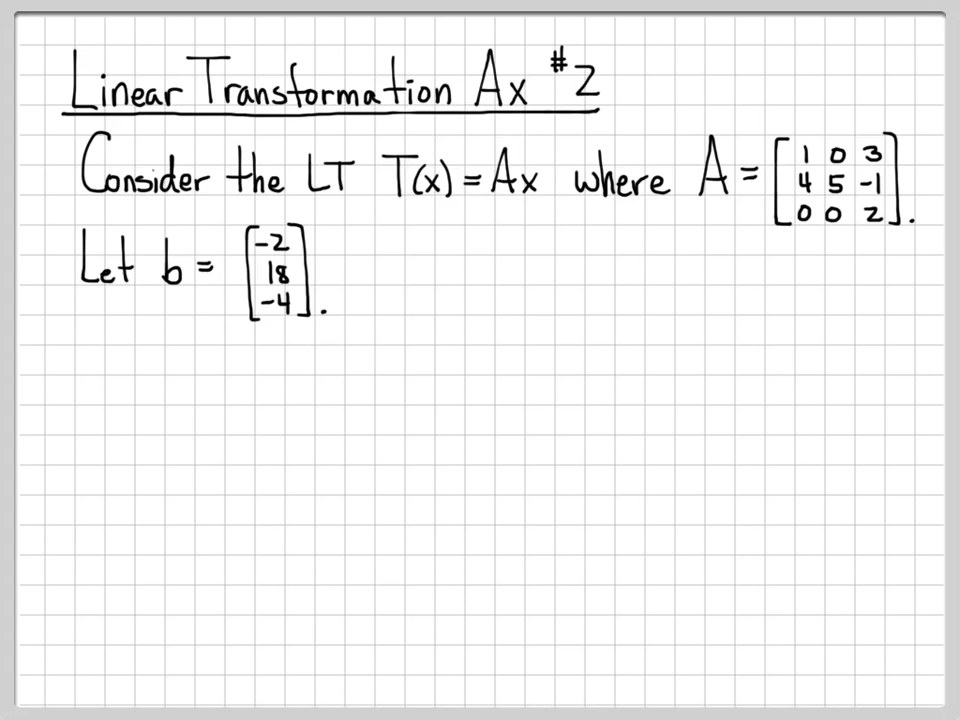 Linear Transformation Ax #2
Consider the LT T(x) = Ax where A = [1 0 3
4 5 -1
0 0 2].
Let b = [-2
18
-4].